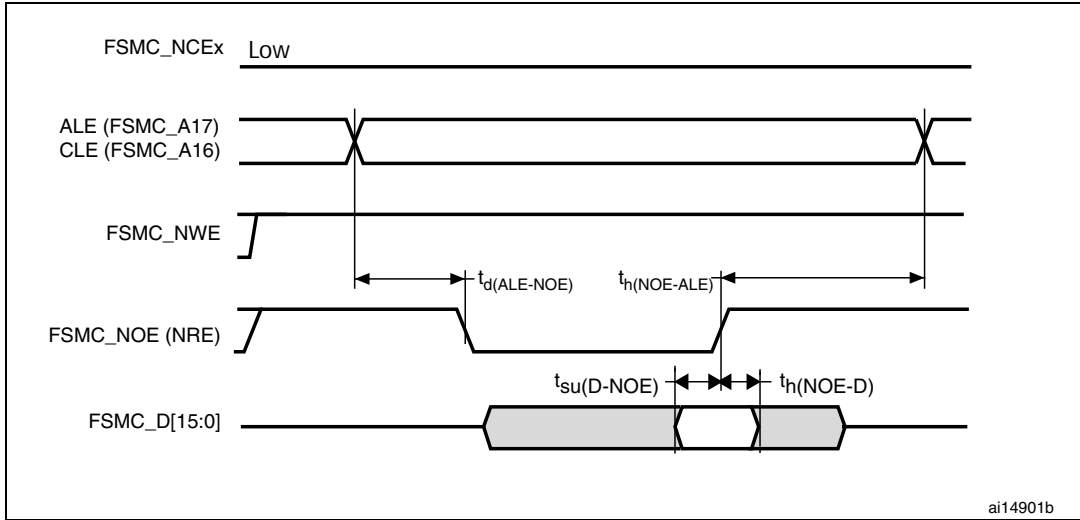 FSMC_NCEx Low
ALE (FSMC_A17)
CLE (FSMC_A16)
FSMC_NWE
td(ALE-NOE) th(NOE-ALE)
FSMC_NOE (NRE)
tsu(D-NOE) th(NOE-D)
FSMC_D[15:0]
ai14901b